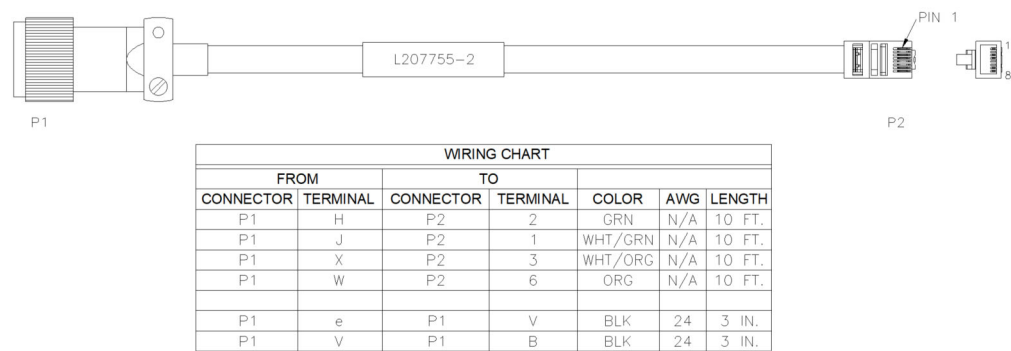 PIN 1
L207755-2
1
8
P1
P2
WIRING CHART
FROM TO
CONNECTOR TERMINAL CONNECTOR TERMINAL COLOR AWG LENGTH
P1 H P2 2 GRN N/A 10 FT.
P1 J P2 1 WHT/GRN N/A 10 FT.
P1 X P2 3 WHT/ORG N/A 10 FT.
P1 W P2 6 ORG N/A 10 FT.
P1 e P1 V BLK 24 3 IN.
P1 V P1 B BLK 24 3 IN.